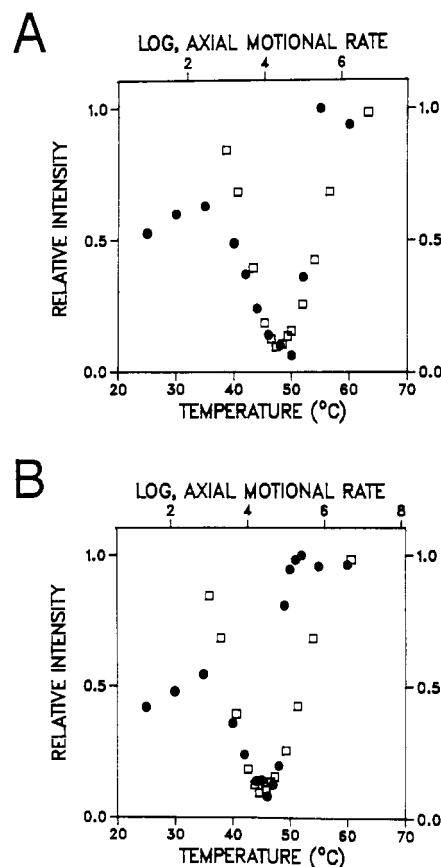 A
LOG, AXIAL MOTIONAL RATE
2 4 6
RELATIVE INTENSITY
1.0 1.0
0.5 0.5
0.0 0.0
20 30 40 50 60 70
TEMPERATURE (°C)
B
LOG, AXIAL MOTIONAL RATE
2 4 6 8
RELATIVE INTENSITY
1.0 1.0
0.5 0.5
0.0 0.0
20 30 40 50 60 70
TEMPERATURE (°C)